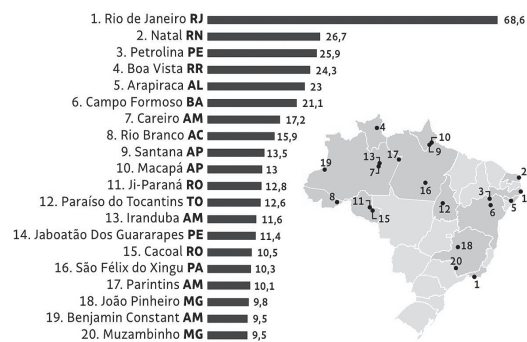 1. Rio de Janeiro RJ 68,6
2. Natal RN 26,7
3. Petrolina PE 25,9
4. Boa Vista RR 24,3
5. Arapiraca AL 23
6. Campo Formoso BA 21,1
7. Careiro AM 17,2
8. Rio Branco AC 15,9
9. Santana AP 13,5
10. Macapá AP 13
11. Ji-Paraná RO 12,8
12. Paraíso do Tocantins TO 12,6
13. Iranduba AM 11,6
14. Jaboatão Dos Guararapes PE 11,4
15. Cacoal RO 10,5
16. São Félix do Xingu PA 10,3
17. Parintins AM 10,1
18. João Pinheiro MG 9,8
19. Benjamin Constant AM 9,5
20. Muzambinho MG 9,5
4
10
9
13
17
19
7
2
16
3
1
8
11
12
6
5
15
18
20
1